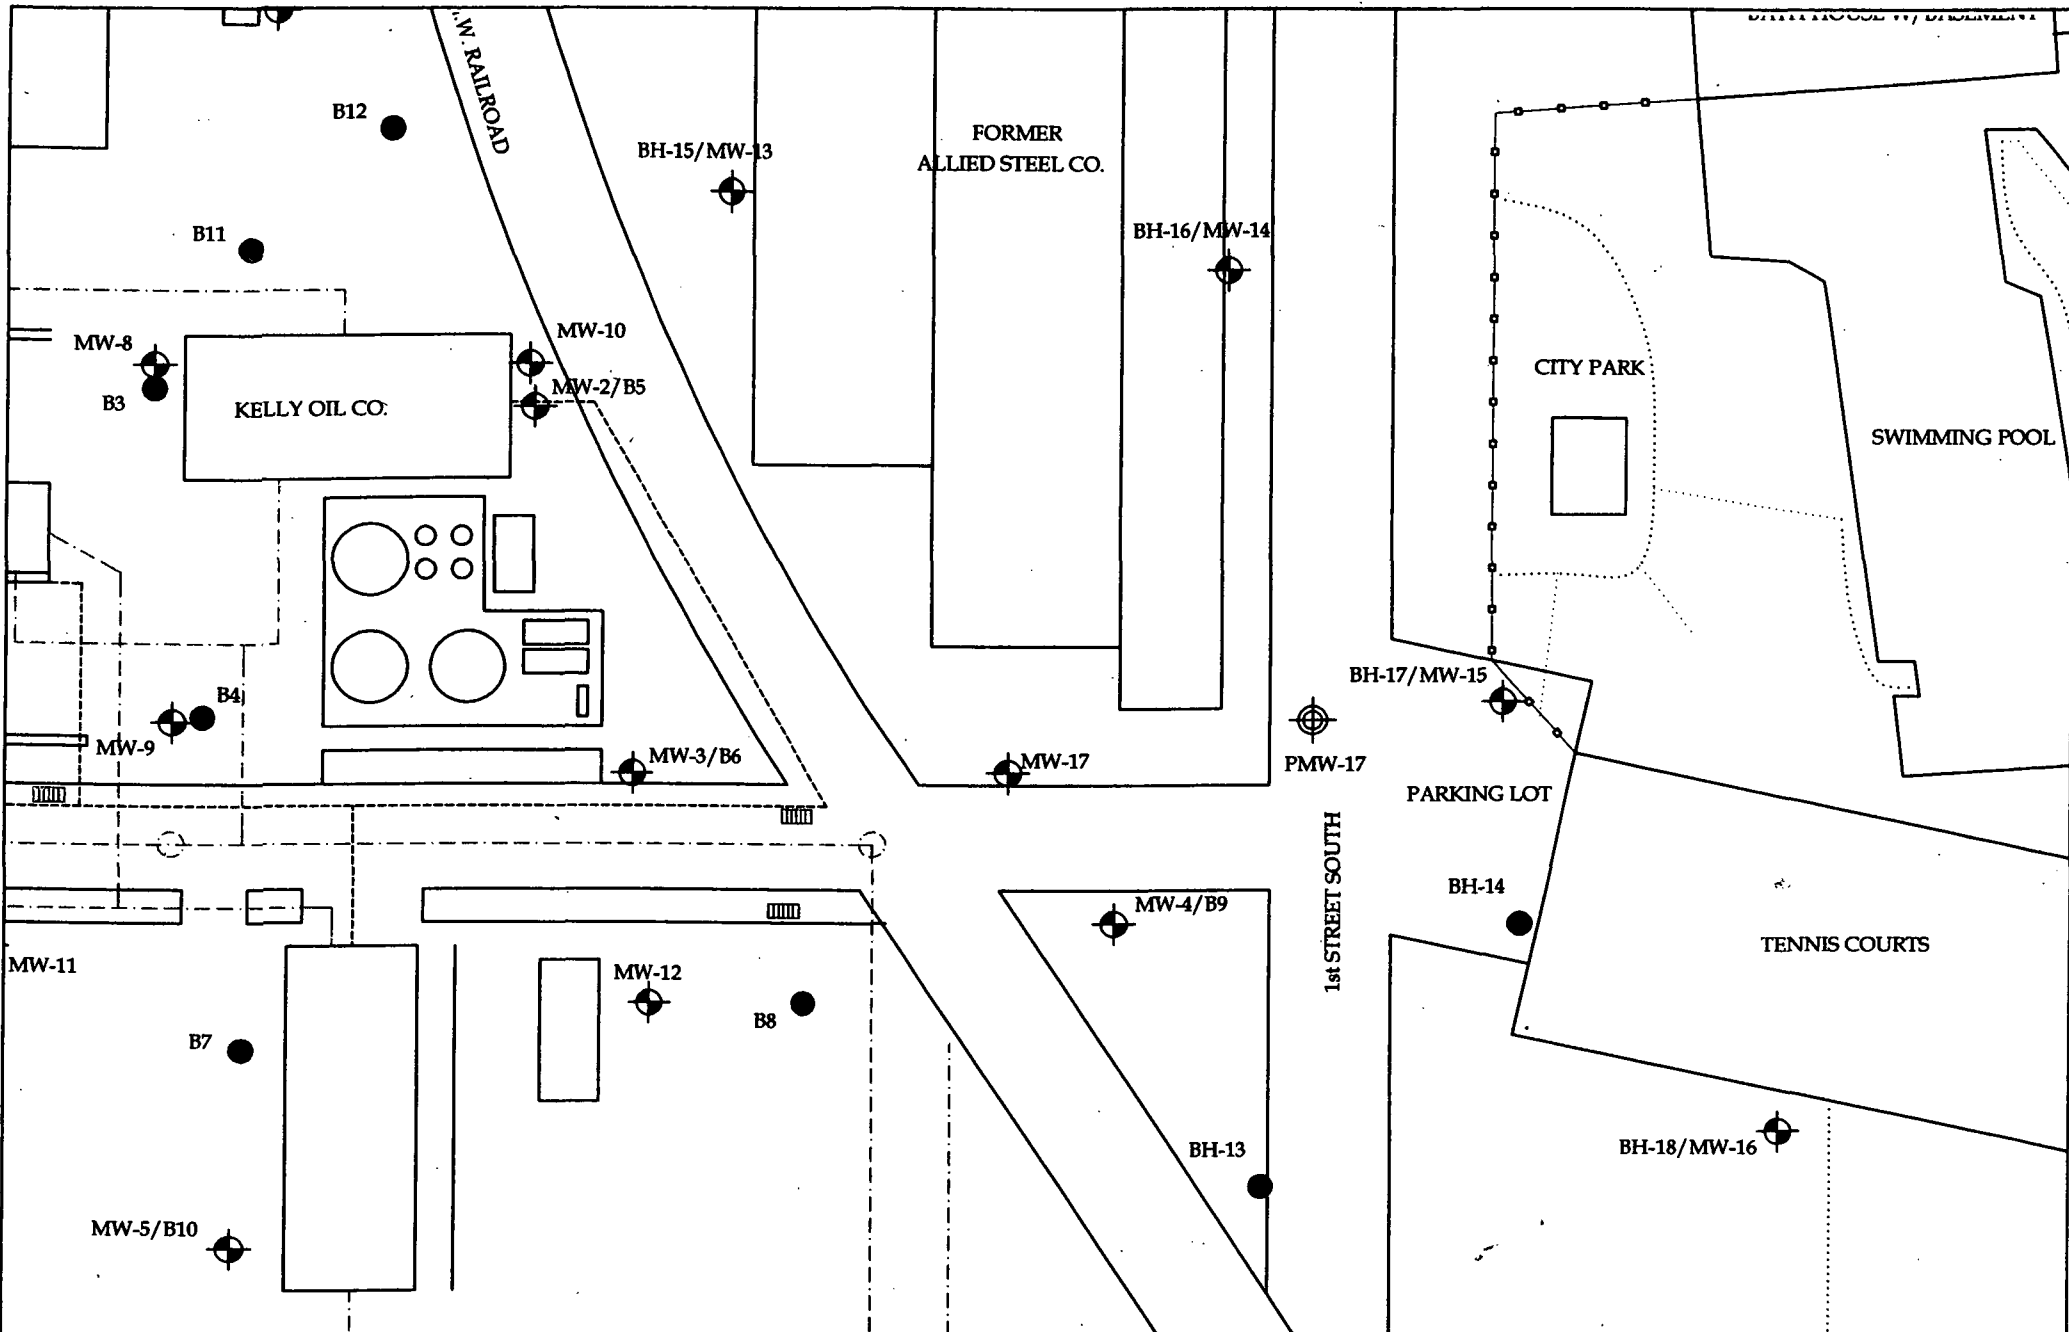 B12
.W. RAILROAD
BH-15/MW-13
FORMER
ALLIED STEEL CO.
B11
BH-16/MW-14
MW-8
MW-10
B3
KELLY OIL CO.
MW-2/B5
CITY PARK
SWIMMING POOL
B4
MW-9
MW-3/B6
MW-17
BH-17/MW-15
PMW-17
PARKING LOT
1st STREET SOUTH
BH-14
MW-4/B9
TENNIS COURTS
MW-11
MW-12
B8
B7
BH-13
BH-18/MW-16
MW-5/B10